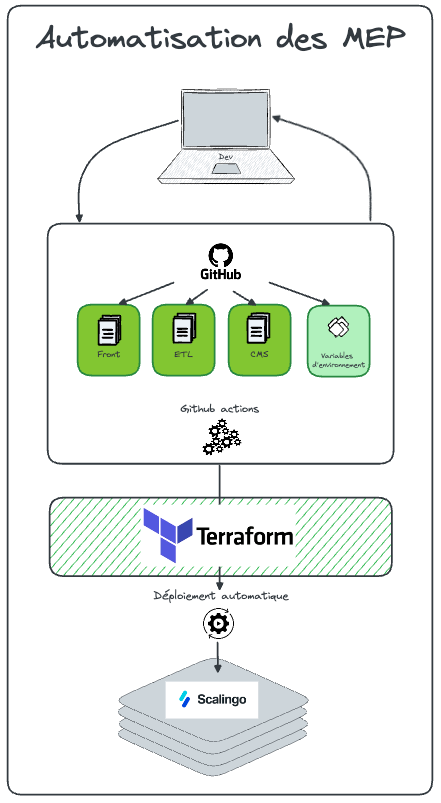 Automatisation des MEP
Dev
GitHub
Front
ETL
CMS
Variables
d'environnement
Github actions
Terraform
Déploiement automatique
Scalingo